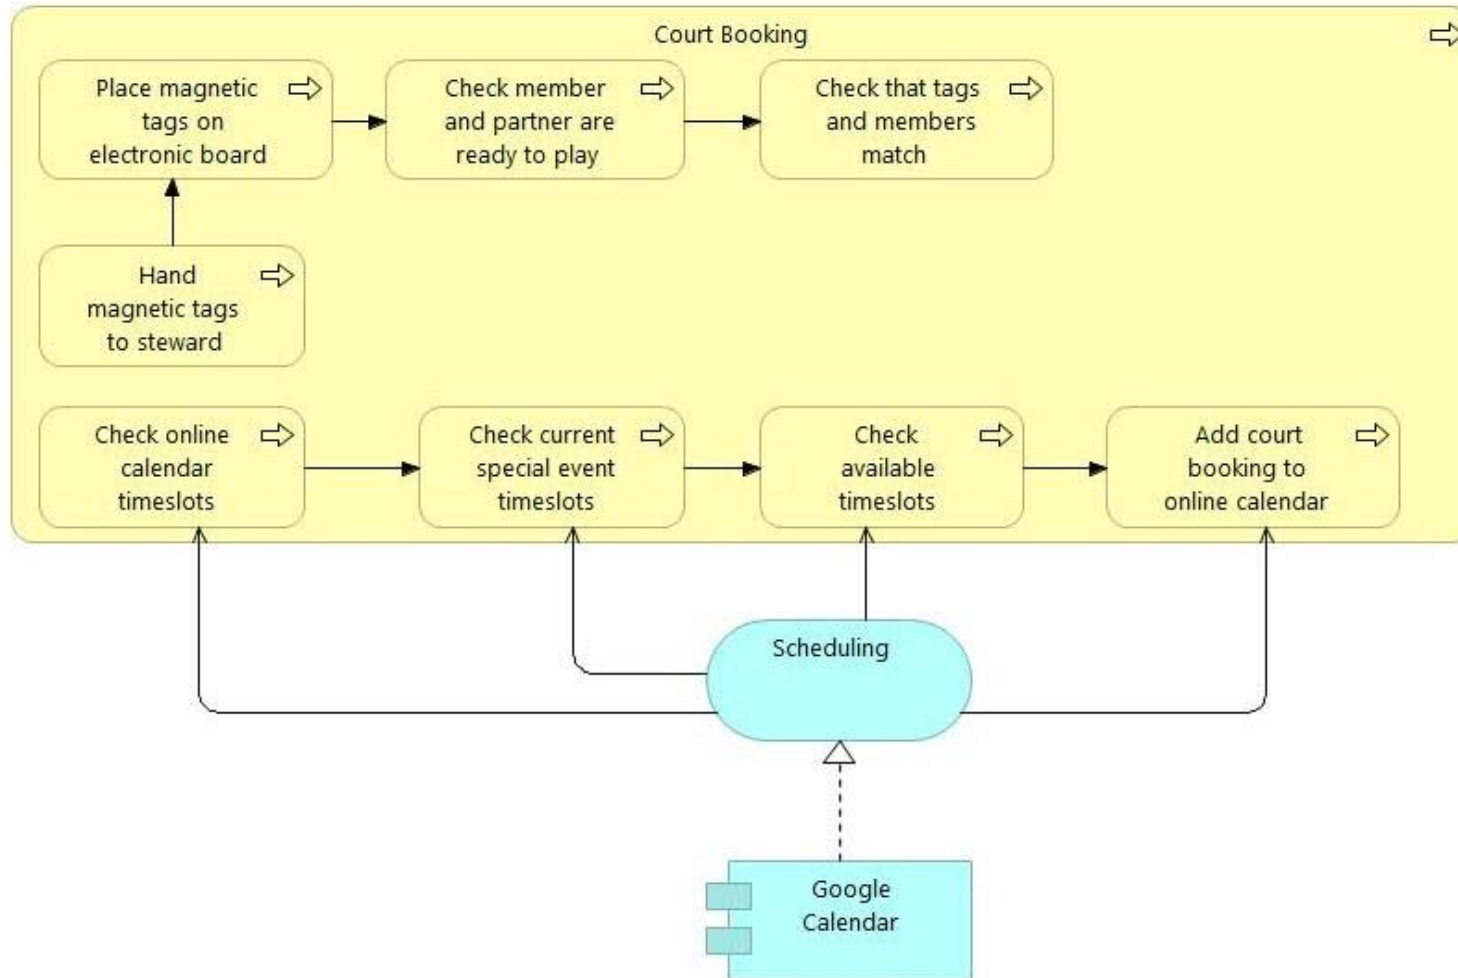 Court Booking
Place magnetic
tags on
electronic board
Check member
and partner are
ready to play
Check that tags
and members
match
Hand
magnetic tags
to steward
Check online
calendar
timeslots
Check current
special event
timeslots
Check
available
timeslots
Add court
booking to
online calendar
Scheduling
Google
Calendar